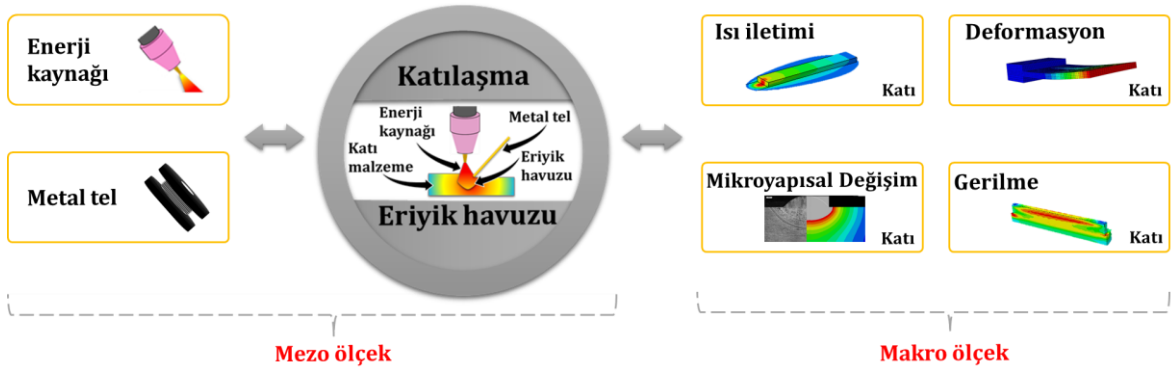 Enerji
kaynağı
Metal tel
Katılaşma
Enerji
kaynağı
Metal tel
Katı
malzeme
Eriyik
havuzu
Eriyik havuzu
Isı iletimi
Katı
Deformasyon
Katı
Mikroyapısal Değişim
Katı
Gerilme
Katı
Mezo ölçek
Makro ölçek